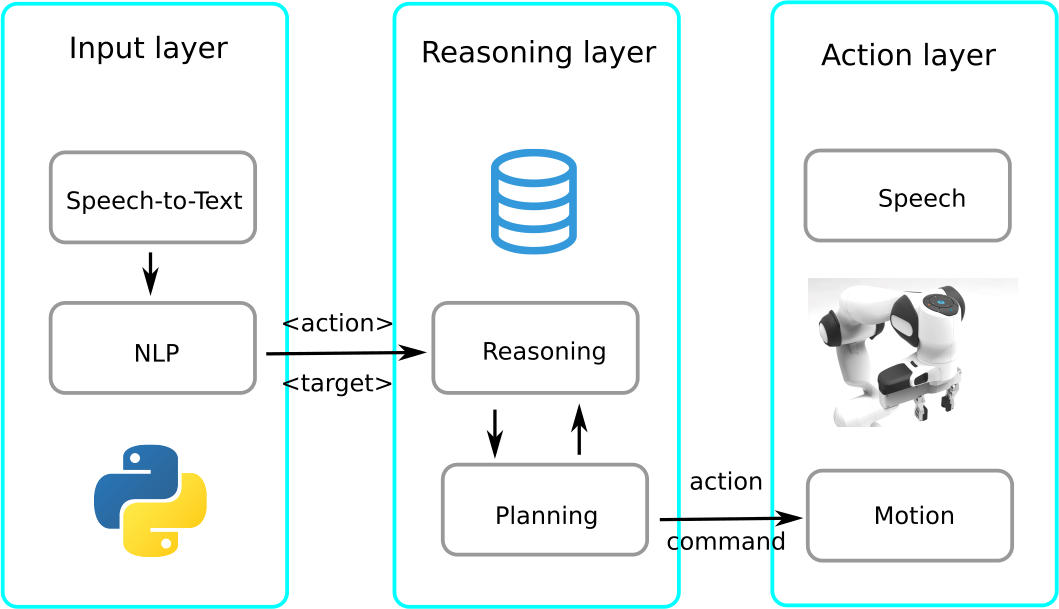 Input layer
Speech-to-Text
NLP
<action>
<target>
Reasoning layer
Reasoning
Planning
action
command
Action layer
Speech
Motion